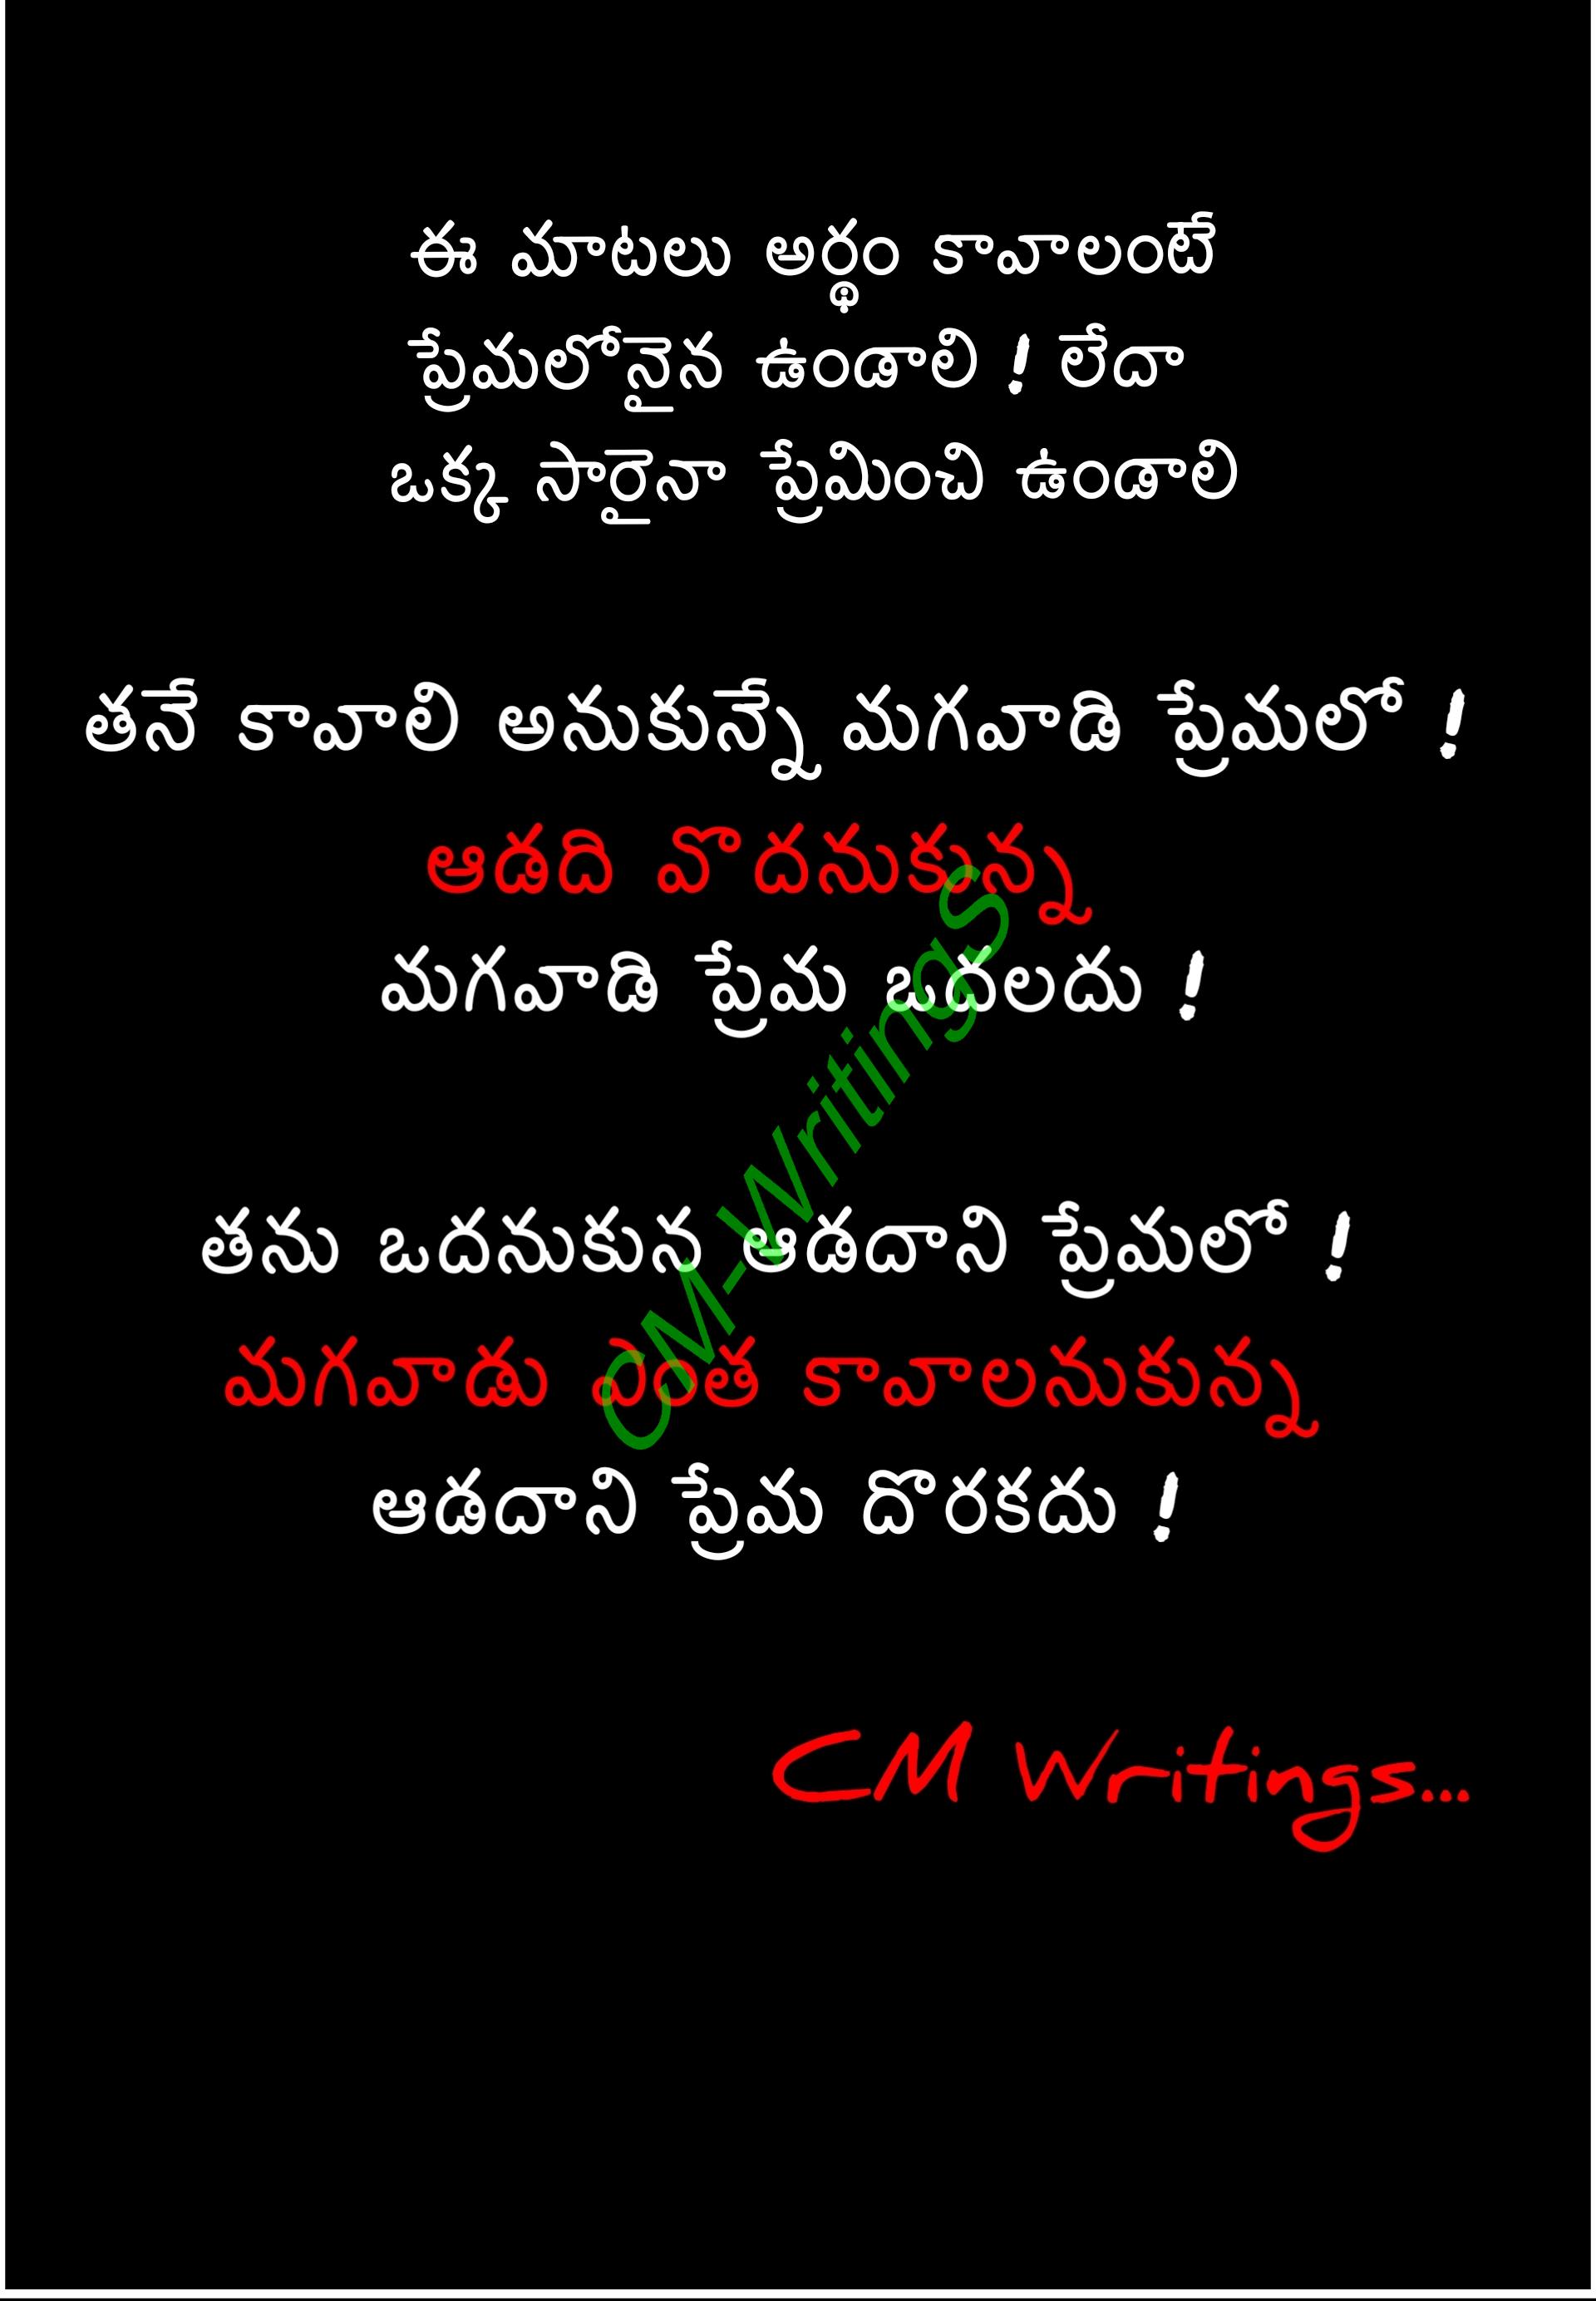 ఈ మాటలు అర్థం కావాలంటే
ప్రేమలోనైన ఉండాలి ! లేదా
ఒక్క సారైనా ప్రేమించి ఉండాలి
తనే కావాలి అనుకున్నే మగవాడి ప్రేమలో !
ఆడది వొదనుకున్న
మగవాడి ప్రేమ ఒదలదు !
తను ఒదనుకున ఆడదాని ప్రేమలో !
మగవాడు ఎంత కావాలనుకున్న
ఆడదాని ప్రేమ దొరకదు !
CM-Writings
CM Writings...